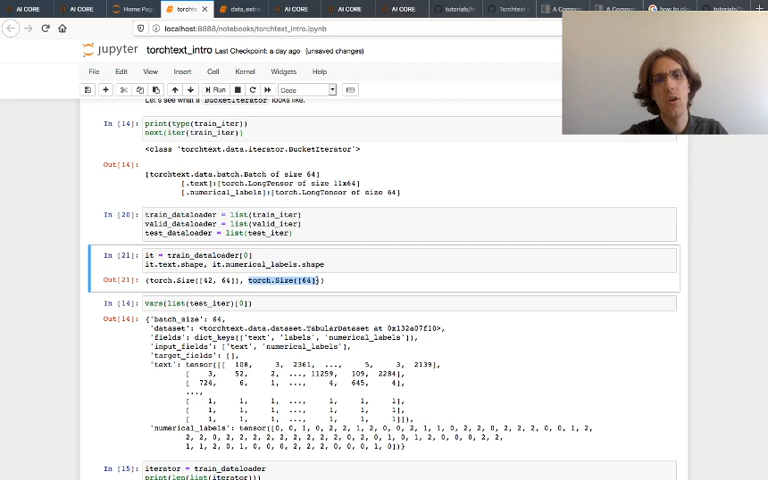 AI CORE
AI CORE
Home Page
torchte
data_extra
AI CORE
AI CORE
AI CORE
tutorials/
Torchtext
A Compre
A Compre
how to cl
tutorials/T
localhost:8888/notebooks/torchtext_intro.ipynb
jupyter torchtext_intro Last Checkpoint: a day ago (unsaved changes)
File Edit View Insert Cell Kernel Widgets Help
Run
Code
Let's see what a BucketIterator looks like.
In [14]: print(type(train_iter))
next(iter(train_iter))
<class 'torchtext.data.iterator.BucketIterator'>
Out[14]:
[torchtext.data.batch.Batch of size 64]
[.text]:[torch.LongTensor of size 11x64]
[.numerical_labels]:[torch.LongTensor of size 64]
In [20]: train_dataloader = list(train_iter)
valid_dataloader = list(valid_iter)
test_dataloader = list(test_iter)
In [21]: it = train_dataloader[0]
it.text.shape, it.numerical_labels.shape
Out[21]: (torch.Size([42, 64]), torch.Size([64]))
In [14]: vars(list(test_iter)[0])
Out[14]: {'batch_size': 64,
'dataset': <torchtext.data.dataset.TabularDataset at 0x132a07f10>,
'fields': dict_keys(['text', 'labels', 'numerical_labels']),
'input_fields': ['text', 'numerical_labels'],
'target_fields': [],
'text': tensor([[ 108, 3, 2361, ..., 5, 3, 2139],
[ 3, 52, 2, ..., 11259, 109, 2284],
[ 724, 6, 1, ..., 4, 645, 4],
...,
[ 1, 1, 1, ..., 1, 1, 1],
[ 1, 1, 1, ..., 1, 1, 1],
[ 1, 1, 1, ..., 1, 1, 1]]),
'numerical_labels': tensor([0, 0, 1, 0, 2, 2, 1, 2, 0, 0, 2, 1, 1, 0, 2, 2, 0, 2, 2, 2, 0, 0, 1, 2,
2, 2, 0, 2, 2, 2, 2, 2, 2, 2, 2, 0, 2, 0, 1, 0, 1, 2, 0, 0, 0, 2, 2,
1, 1, 2, 0, 1, 0, 0, 0, 2, 2, 0, 0, 0, 1, 0])}
In [15]: iterator = train_dataloader
print(len(list(iterator)))